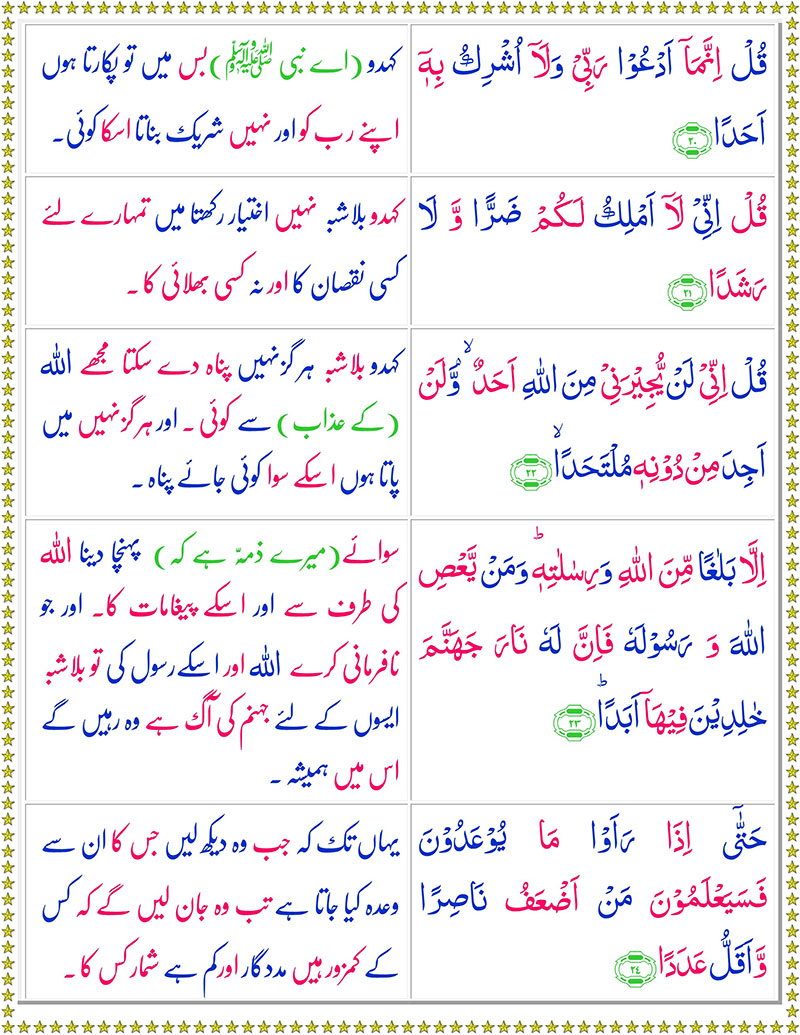 قُلْ اِنَّمَاۤ اَدْعُوْا رَبِّیْ وَلَاۤ اُشْرِكُ بِهٖۤ
اَحَدًا ۲۰
کہدو (اے نبی ﷺ) بس میں تو پکارتا ہوں
اپنے رب کو اور نہیں شریک بناتا اسکا کوئی۔
قُلْ اِنِّیْ لَاۤ اَمْلِكُ لَكُمْ ضَرًّا وَّ لَا
رَشَدًا ۲۱
کہدو بلاشبہ نہیں اختیار رکھتا میں تمہارے لئے
کسی نقصان کا اور نہ کسی بھلائی کا۔
قُلْ اِنِّیْ لَنْ یُّجِیْرَنِیْ مِنَ اللهِ اَحَدٌ ۙ۬ وَّلَنْ
اَجِدَ مِنْ دُوْنِهٖ مُلْتَحَدًا ۙ ۲۲
کہدو بلاشبہ ہرگز نہیں پناہ دے سکتا مجھے اللہ
(کے عذاب) سے کوئی۔ اور ہرگز نہیں میں
پاتا ہوں اسکے سوا کوئی جائے پناہ۔
اِلَّا بَلٰغًا مِّنَ اللهِ وَرِسٰلٰتِهٖ ؕ وَمَنْ یَّعْصِ
اللهَ وَ رَسُوْلَهٗ فَاِنَّ لَهٗ نَارَ جَهَنَّمَ
خٰلِدِیْنَ فِیْهَاۤ اَبَدًا ؕ ۲۳
سوائے (میرے ذمہّ ہے کہ) پہنچا دینا اللہ
کی طرف سے اور اسکے پیغامات کا۔ اور جو
نافرمانی کرے اللہ اور اسکے رسول کی تو بلاشبہ
ایسوں کے لئے جہنم کی آگ ہے وہ رہیں گے
اس میں ہمیشہ۔
حَتّٰۤی اِذَا رَاَوْا مَا یُوْعَدُوْنَ
فَسَیَعْلَمُوْنَ مَنْ اَضْعَفُ نَاصِرًا
وَّاَقَلُّ عَدَدًا ۲۴
یہاں تک کہ جب وہ دیکھ لیں جس کا ان سے
وعدہ کیا جاتا ہے تب وہ جان لیں گے کہ کس
کے کمزور ہیں مددگار اور کم ہے شمار کس کا۔